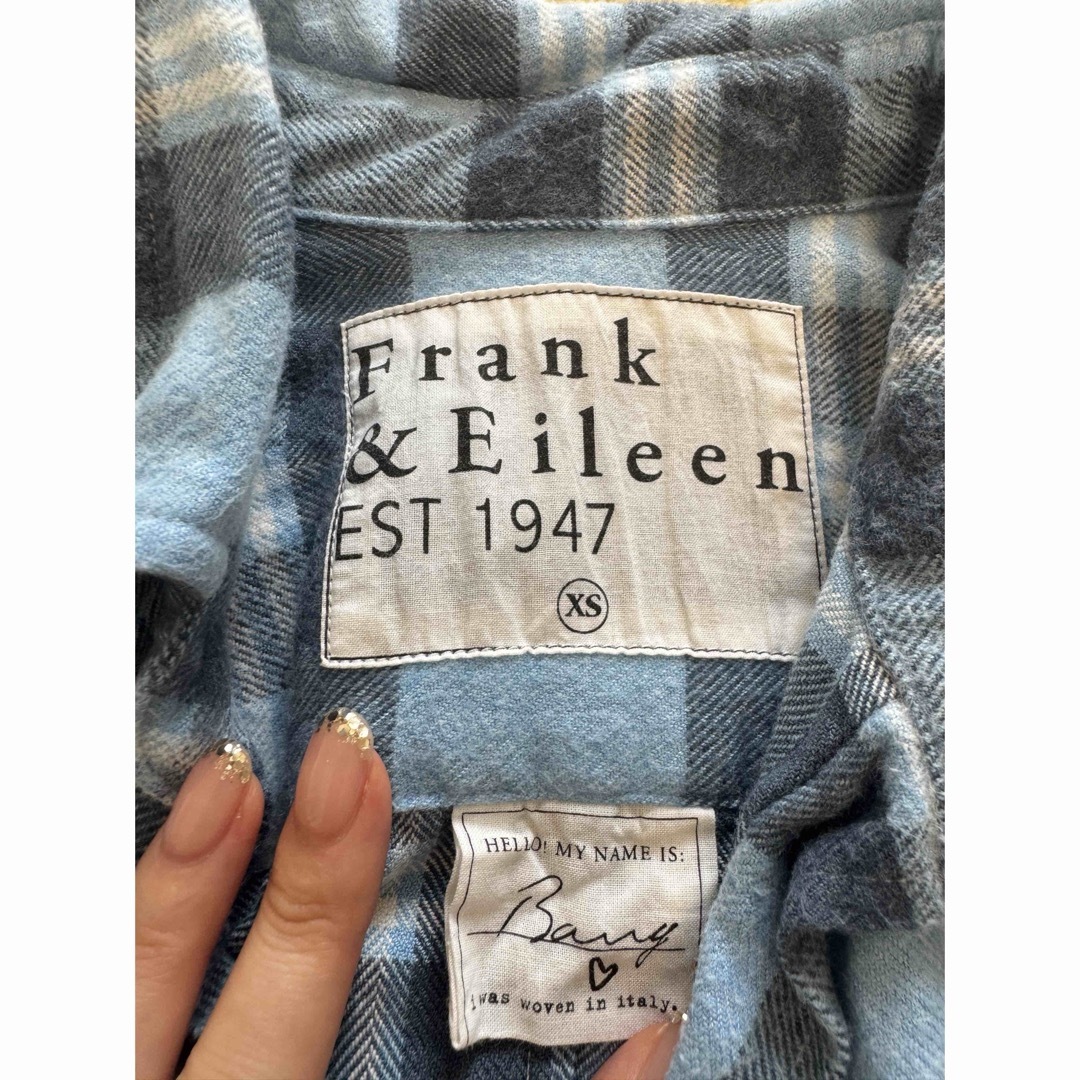 Frank
& Eileen
EST 1947
XS
HELLO! MY NAME IS:
Barry
i was woven in italy.